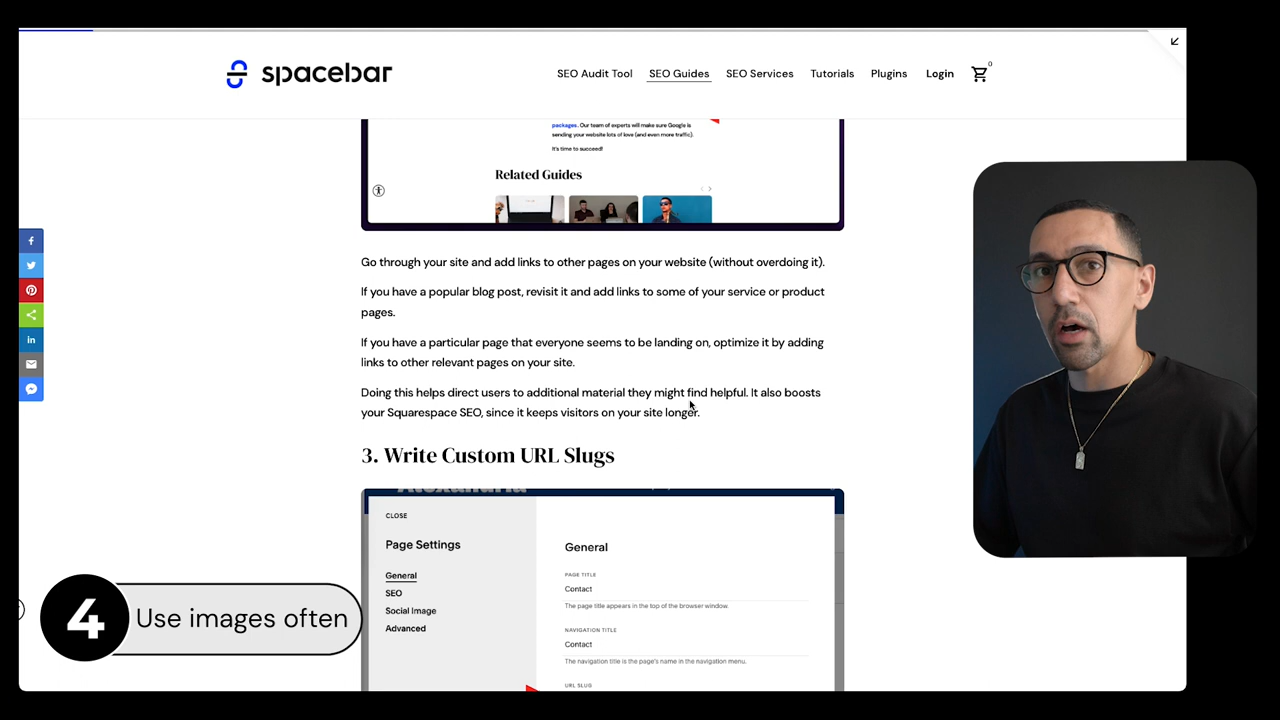 spacebar
SEO Audit Tool SEO Guides SEO Services Tutorials Plugins Login 0
packages. Our team of experts will make sure Google is
sending your website lots of love (and even more traffic).
It's time to succeed!
Related Guides
Go through your site and add links to other pages on your website (without overdoing it).
If you have a popular blog post, revisit it and add links to some of your service or product
pages.
If you have a particular page that everyone seems to be landing on, optimize it by adding
links to other relevant pages on your site.
Doing this helps direct users to additional material they might find helpful. It also boosts
your Squarespace SEO, since it keeps visitors on your site longer.
3. Write Custom URL Slugs
Alexandria
CLOSE
Page Settings
General
SEO
Social Image
Advanced
General
PAGE TITLE
Contact
The page title appears in the top of the browser window.
NAVIGATION TITLE
Contact
The navigation title is the page's name in the navigation menu.
URL SLUG
4 Use images often